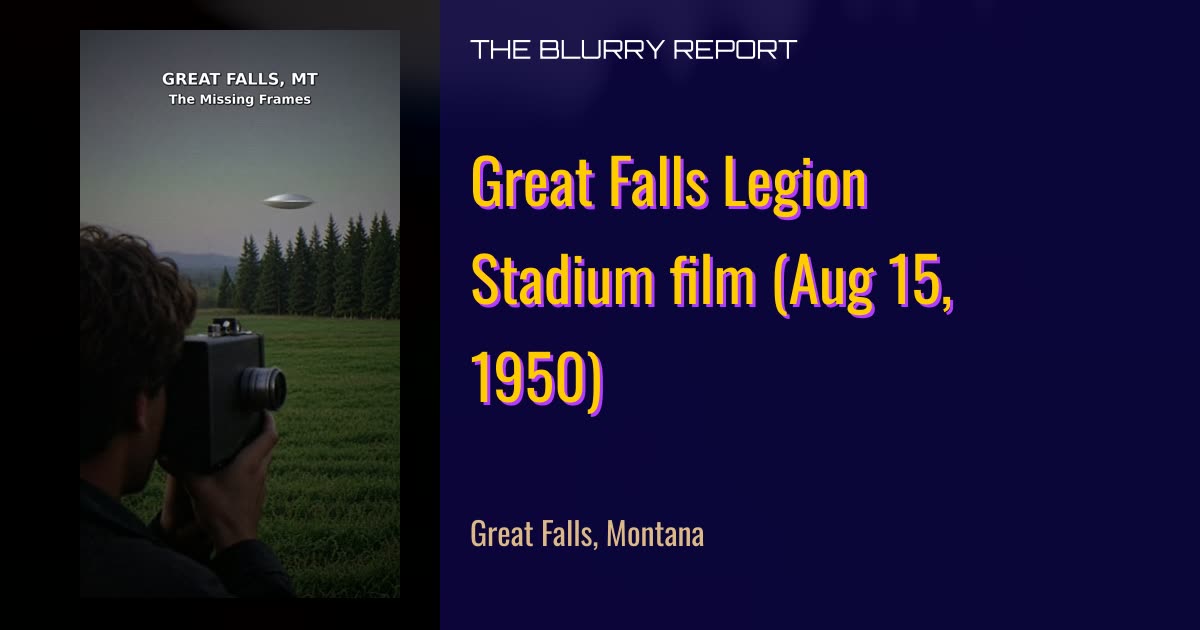 GREAT FALLS, MT
The Missing Frames
THE BLURRY REPORT
Great Falls Legion
Stadium film (Aug 15,
1950)
Great Falls, Montana